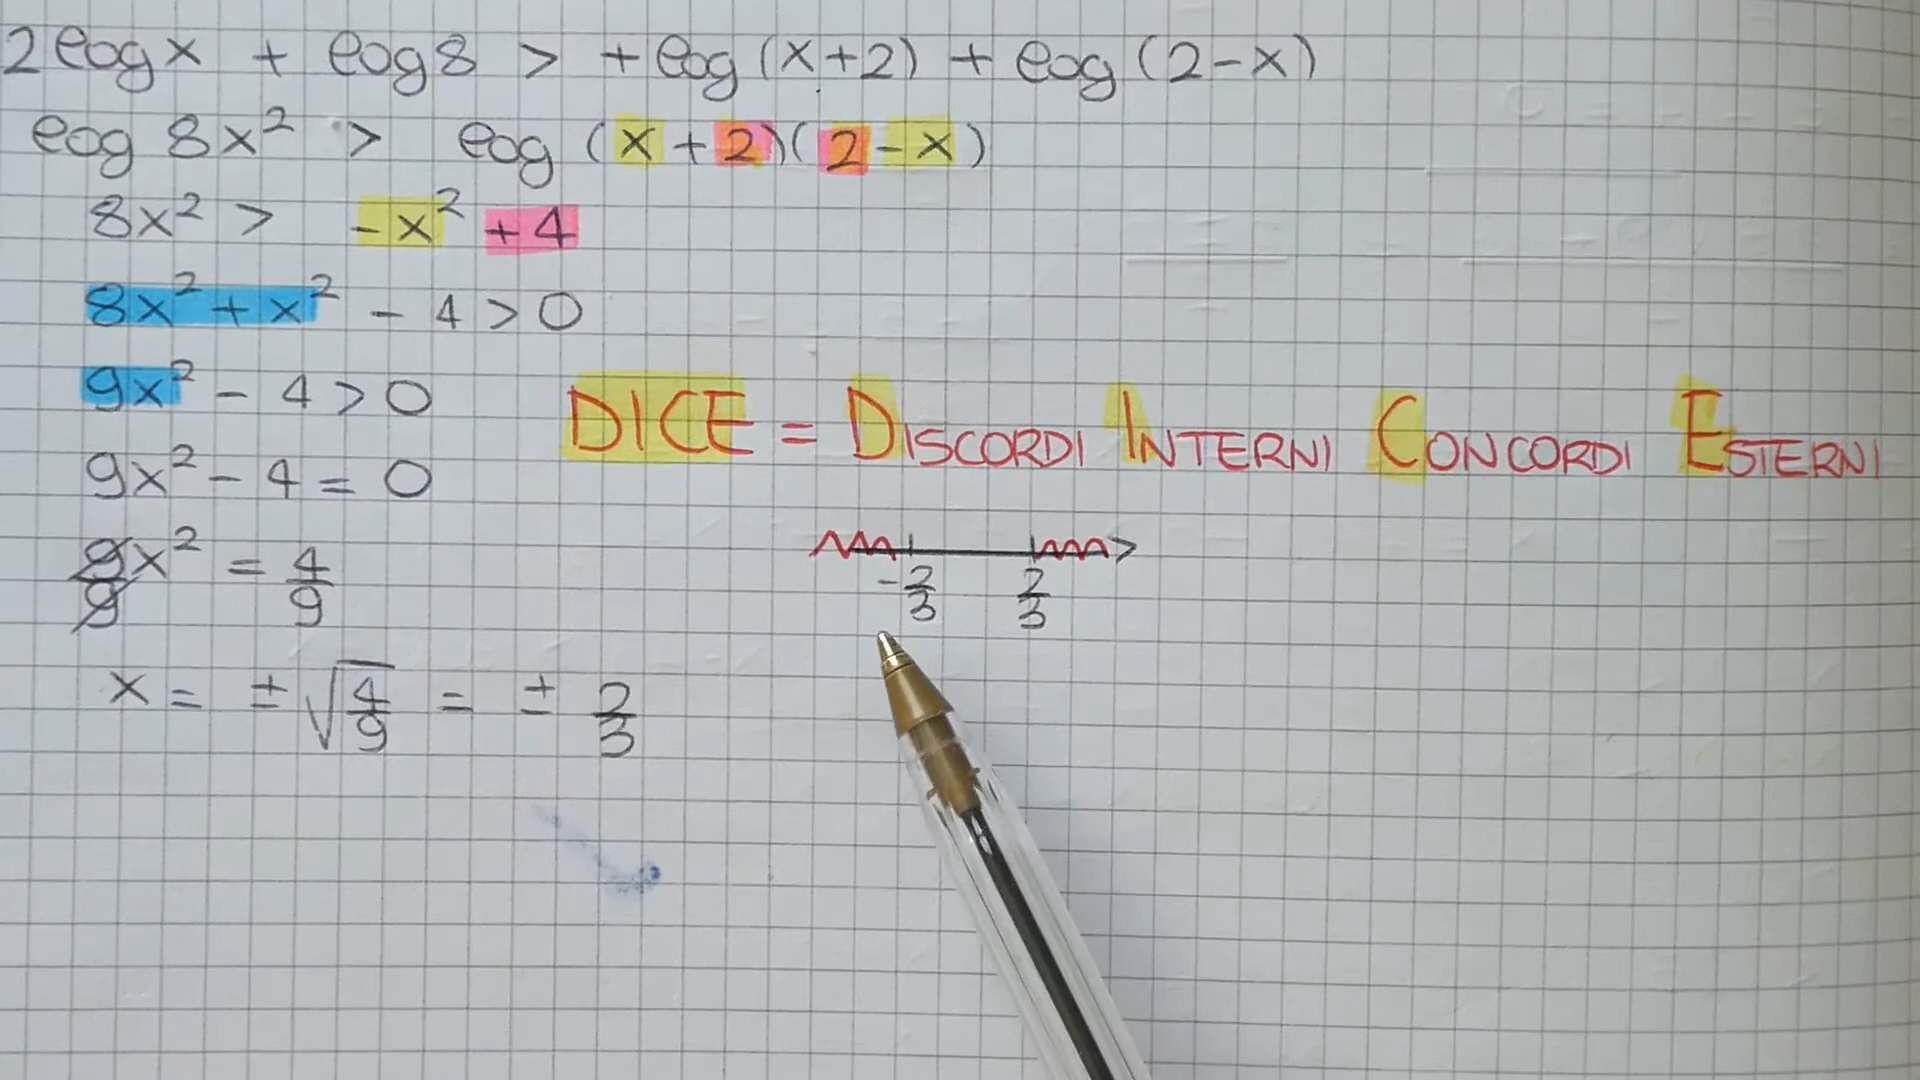 2 log x + log 8 > + log (x+2) + log (2-x)
log 8x² > log (x+2)(2-x)
8x² > -x² +4
8x² + x² - 4 > 0
9x² - 4 > 0
DICE = DISCORDI INTERNI CONCORDI ESTERNI
9x² - 4 = 0
9/9 x² = 4/9
-2/3 2/3
x = ± √4/9 = ± 2/3